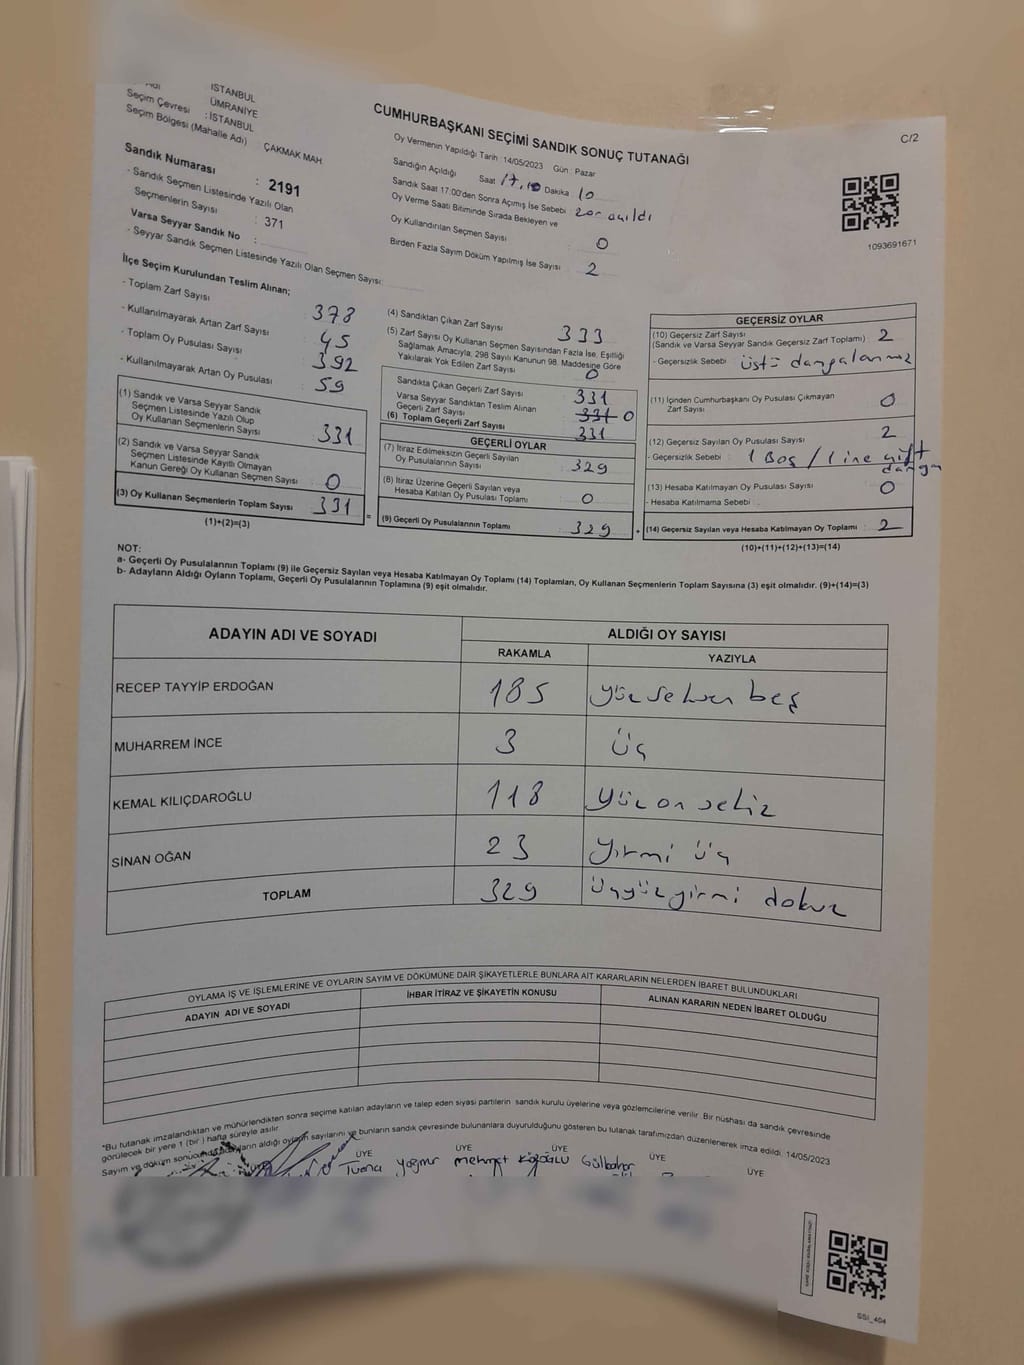 Adı İSTANBUL
ÜMRANİYE
Seçim Çevresi : İSTANBUL
Seçim Bölgesi (Mahalle Adı) ÇAKMAK MAH
Sandık Numarası : 2191
- Sandık Seçmen Listesinde Yazılı Olan
Seçmenlerin Sayısı : 371
Varsa Seyyar Sandık No :
- Seyyar Sandık Seçmen Listesinde Yazılı Olan Seçmen Sayısı:
CUMHURBAŞKANI SEÇİMİ SANDIK SONUÇ TUTANAĞI
C/2
Oy Vermenin Yapıldığı Tarih : 14/05/2023 Gün : Pazar
Sandığın Açıldığı Saat 17,10 Dakika 10
Sandık Saat 17:00'den Sonra Açımış İse Sebebi : zor açıldı
Oy Verme Saati Bitiminde Sırada Bekleyen ve
Oy Kullandırılan Seçmen Sayısı : 0
Birden Fazla Sayım Döküm Yapılmış İse Sayısı 2
1093691671
İlçe Seçim Kurulundan Teslim Alınan;
- Toplam Zarf Sayısı 378
- Kullanılmayarak Artan Zarf Sayısı 45
- Toplam Oy Pusulası Sayısı 392
- Kullanılmayarak Artan Oy Pusulası 59
(1) Sandık ve Varsa Seyyar Sandık
Seçmen Listesinde Yazılı Olup
Oy Kullanan Seçmenlerin Sayısı : 331
(2) Sandık ve Varsa Seyyar Sandık
Seçmen Listesinde Kayıtlı Olmayan
Kanun Gereği Oy Kullanan Seçmen Sayısı : 0
(3) Oy Kullanan Seçmenlerin Toplam Sayısı : 331
(1)+(2)=(3)
(4) Sandıktan Çıkan Zarf Sayısı : 333
(5) Zarf Sayısı Oy Kullanan Seçmen Sayısından Fazla İse, Eşitliği
Sağlamak Amacıyla; 298 Sayılı Kanunun 98. Maddesine Göre
Yakılarak Yok Edilen Zarf Sayısı : 0
Sandıkta Çıkan Geçerli Zarf Sayısı : 331
Varsa Seyyar Sandıktan Teslim Alınan
Geçerli Zarf Sayısı : 331 0
(6) Toplam Geçerli Zarf Sayısı : 331
GEÇERLİ OYLAR
(7) İtiraz Edilmeksizin Geçerli Sayılan
Oy Pusulalarının Sayısı : 329
(8) İtiraz Üzerine Geçerli Sayılan veya
Hesaba Katılan Oy Pusulası Toplamı : 0
= (9) Geçerli Oy Pusulalarının Toplamı : 329
GEÇERSİZ OYLAR
(10) Geçersiz Zarf Sayısı : 2
(Sandık ve Varsa Seyyar Sandık Geçersiz Zarf Toplamı)
- Geçersizlik Sebebi :
(11) İçinden Cumhurbaşkanı Oy Pusulası Çıkmayan
Zarf Sayısı : 0
(12) Geçersiz Sayılan Oy Pusulası Sayısı : 2
- Geçersizlik Sebebi : 1 Boş / 1 ine çift
damga
(13) Hesaba Katılmayan Oy Pusulası Sayısı : 0
- Hesaba Katılmama Sebebi :
+ (14) Geçersiz Sayılan veya Hesaba Katılmayan Oy Toplamı : 2
(10)+(11)+(12)+(13)=(14)
NOT:
a- Geçerli Oy Pusulalarının Toplamı (9) ile Geçersiz Sayılan veya Hesaba Katılmayan Oy Toplamı (14) Toplamları, Oy Kullanan Seçmenlerin Toplam Sayısına (3) eşit olmalıdır. (9)+(14)=(3)
b- Adayların Aldığı Oyların Toplamı, Geçerli Oy Pusulalarının Toplamına (9) eşit olmalıdır.
ADAYIN ADI VE SOYADI ALDIĞI OY SAYISI
RAKAMLA YAZIYLA
RECEP TAYYİP ERDOĞAN 185 yüz seksen beş
MUHARREM İNCE 3 üç
KEMAL KILIÇDAROĞLU 118 yüz on sekiz
SİNAN OĞAN 23 yirmi üç
TOPLAM 329 üçyüz yirmi dokuz
OYLAMA İŞ VE İŞLEMLERİNE VE OYLARIN SAYIM VE DÖKÜMÜNE DAİR ŞİKAYETLERLE BUNLARA AİT KARARLARIN NELERDEN İBARET BULUNDUKLARI
ADAYIN ADI VE SOYADI İHBAR İTİRAZ VE ŞİKAYETİN KONUSU ALINAN KARARIN NEDEN İBARET OLDUĞU
*Bu tutanak imzalandıktan ve mühürlendikten sonra seçime katılan adayların ve talep eden siyasi partilerin sandık kurulu üyelerine veya gözlemcilerine verilir. Bir nüshası da sandık çevresinde
görülecek bir yere 1 (bir) hafta süreyle asılır.
Sayım ve döküm sonucunda adayların aldığı oyların sayılarını ve bunların sandık çevresinde bulunanlara duyurulduğunu gösteren bu tutanak tarafımızdan düzenlenerek imza edildi. 14/05/2023
ÜYE ÜYE ÜYE ÜYE ÜYE
Tuana yağmur mehmet Gülbahar
SSI_404